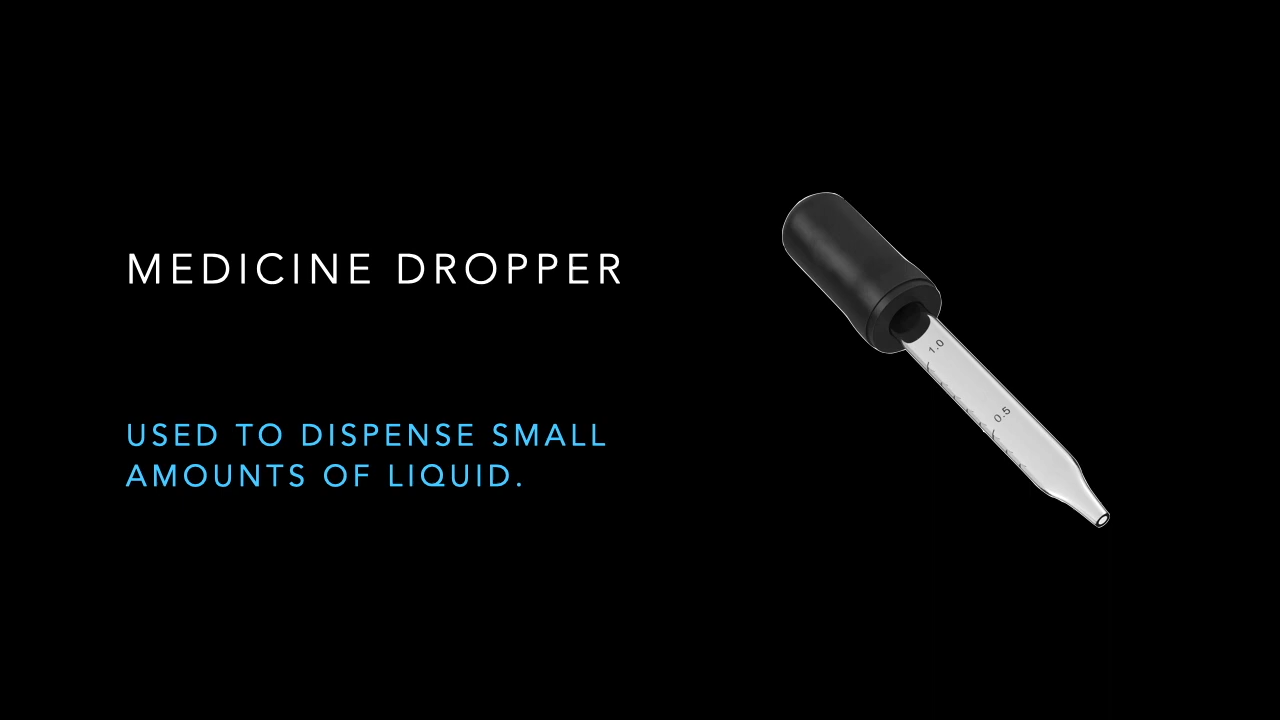 MEDICINE DROPPER
USED TO DISPENSE SMALL
AMOUNTS OF LIQUID.
1.0
0.5